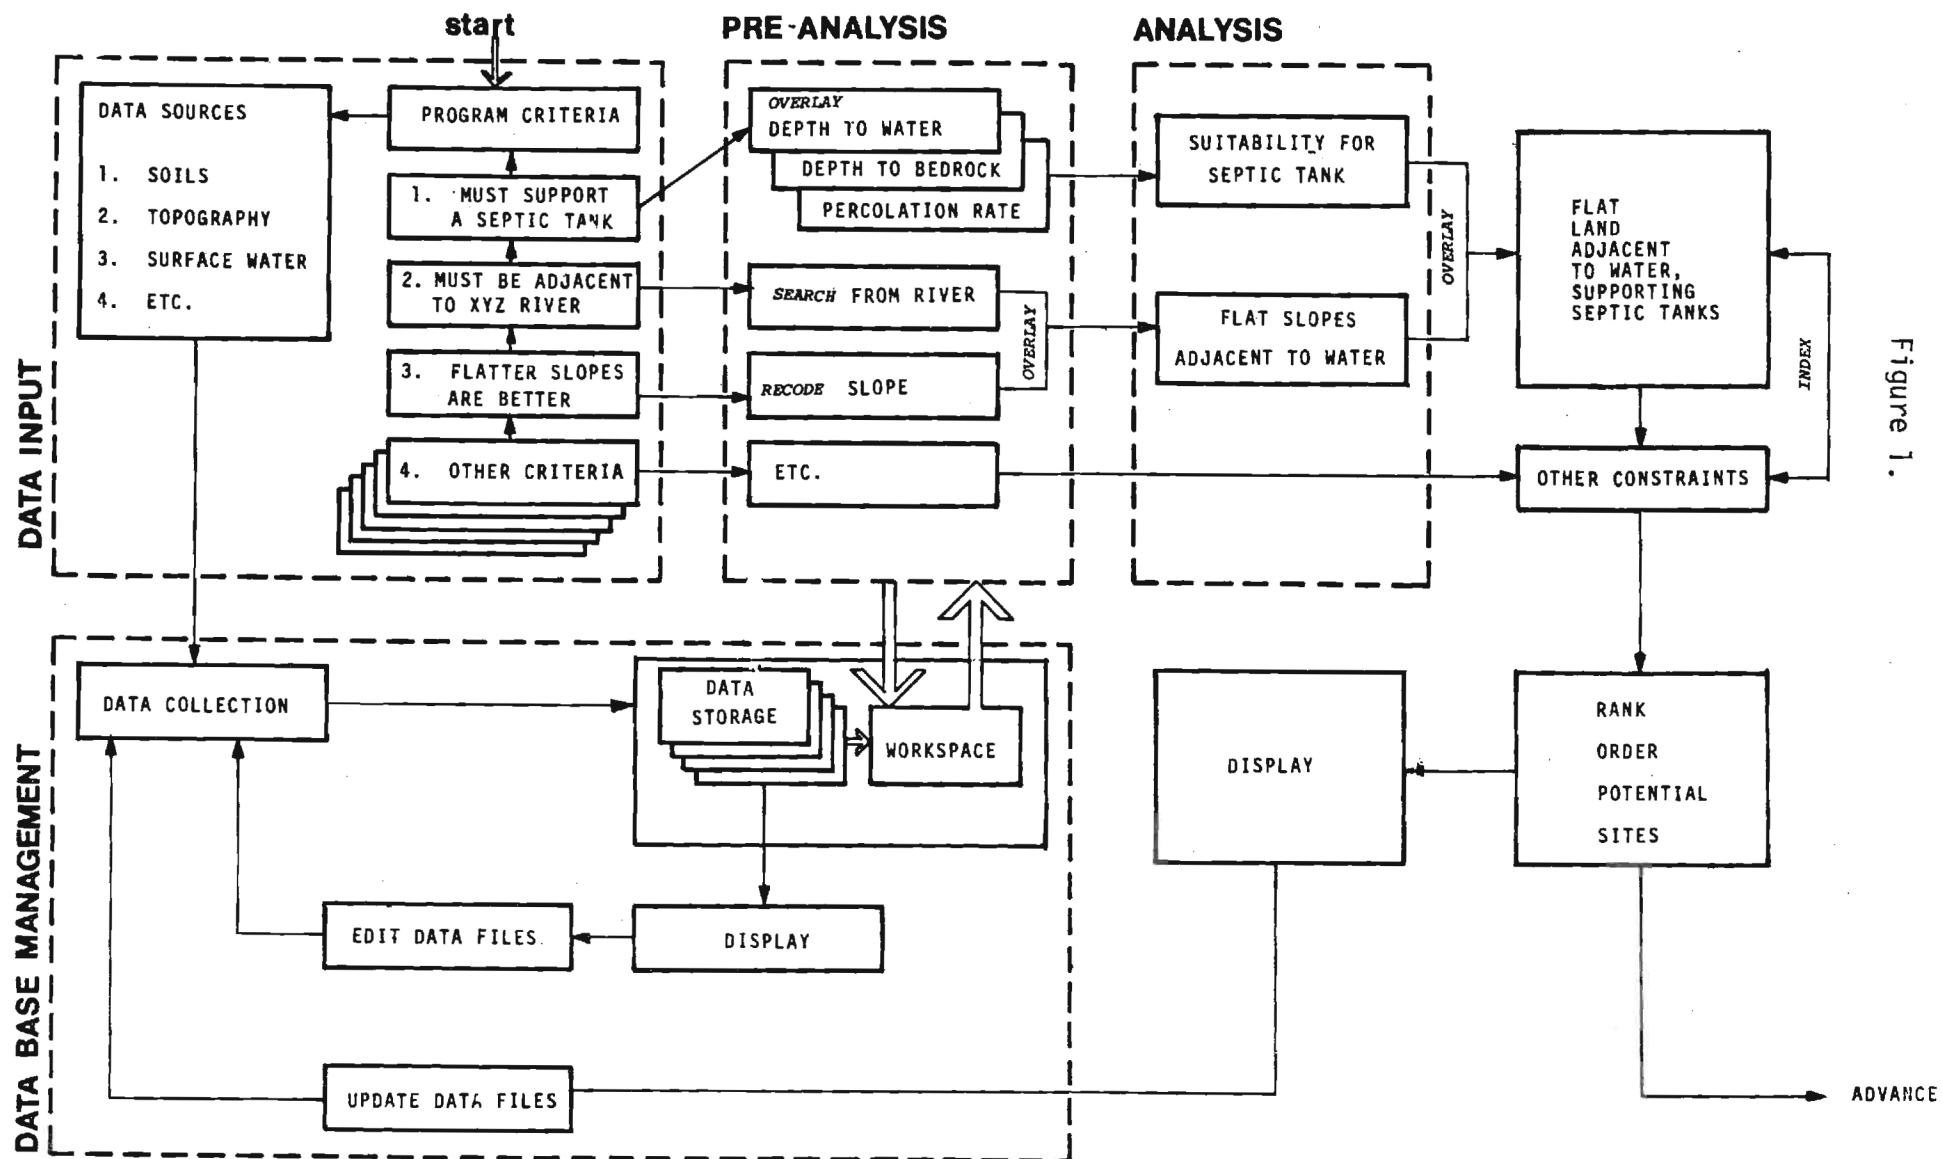 start
PRE-ANALYSIS
ANALYSIS
DATA INPUT
DATA SOURCES
1. SOILS
2. TOPOGRAPHY
3. SURFACE WATER
4. ETC.
PROGRAM CRITERIA
1. MUST SUPPORT
A SEPTIC TANK
2. MUST BE ADJACENT
TO XYZ RIVER
3. FLATTER SLOPES
ARE BETTER
4. OTHER CRITERIA
OVERLAY
DEPTH TO WATER
DEPTH TO BEDROCK
PERCOLATION RATE
SEARCH FROM RIVER
RECODE SLOPE
OVERLAY
ETC.
SUITABILITY FOR
SEPTIC TANK
FLAT SLOPES
ADJACENT TO WATER
OVERLAY
FLAT
LAND
ADJACENT
TO WATER,
SUPPORTING
SEPTIC TANKS
INDEX
OTHER CONSTRAINTS
Figure 1.
DATA BASE MANAGEMENT
DATA COLLECTION
DATA
STORAGE
WORKSPACE
EDIT DATA FILES.
DISPLAY
UPDATE DATA FILES
DISPLAY
RANK
ORDER
POTENTIAL
SITES
ADVANCE